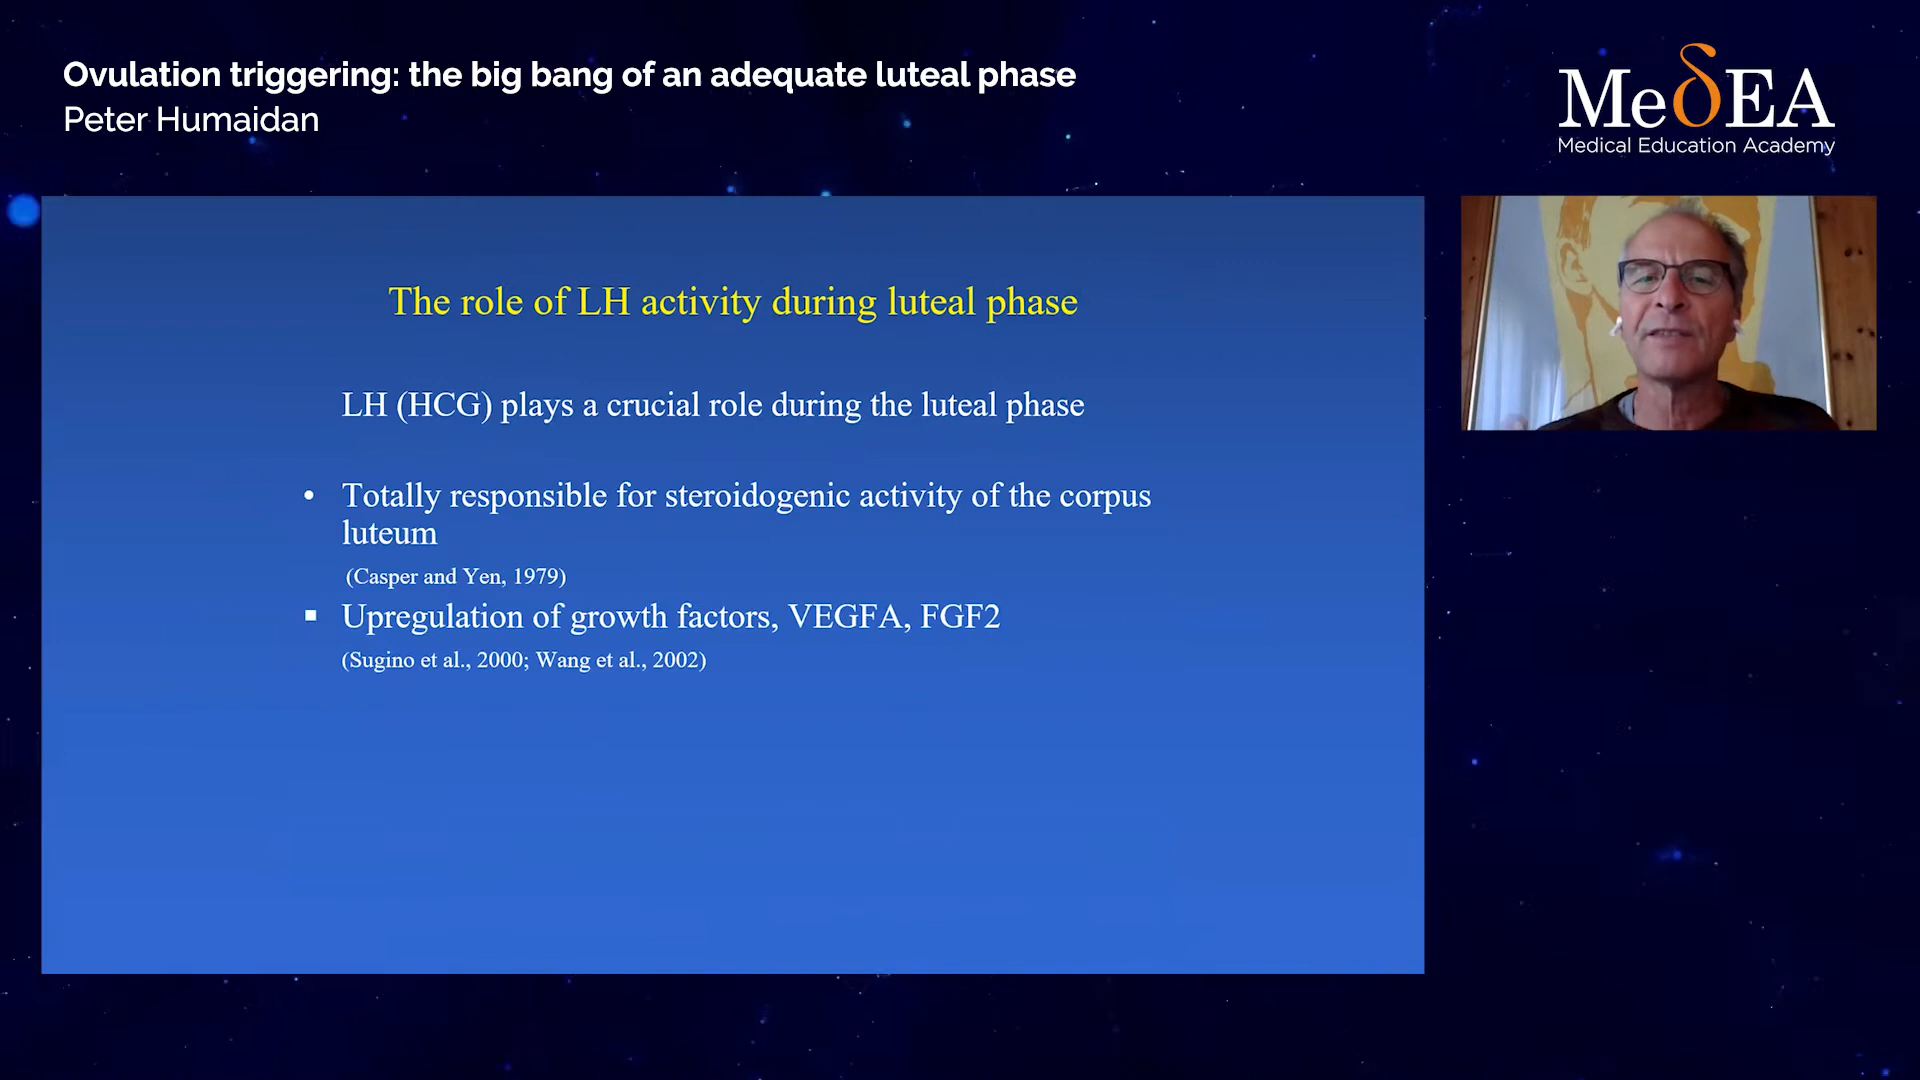 Ovulation triggering: the big bang of an adequate luteal phase
Peter Humaidan
MeδEA
Medical Education Academy
The role of LH activity during luteal phase
LH (HCG) plays a crucial role during the luteal phase
• Totally responsible for steroidogenic activity of the corpus
luteum
(Casper and Yen, 1979)
▪ Upregulation of growth factors, VEGFA, FGF2
(Sugino et al., 2000; Wang et al., 2002)